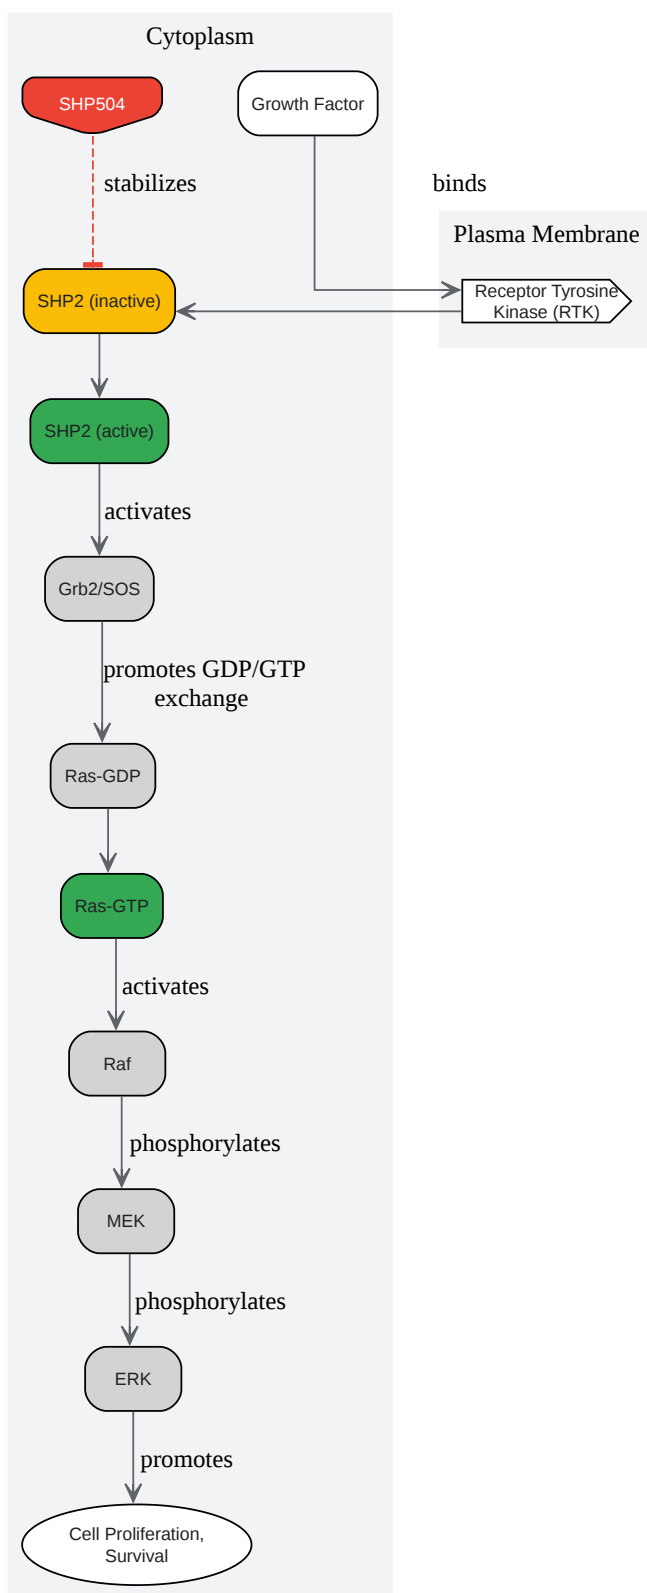 Cytoplasm
SHP504
Growth Factor
stabilizes
binds
Plasma Membrane
SHP2 (inactive)
Receptor Tyrosine
Kinase (RTK)
SHP2 (active)
activates
Grb2/SOS
promotes GDP/GTP
exchange
Ras-GDP
Ras-GTP
activates
Raf
phosphorylates
MEK
phosphorylates
ERK
promotes
Cell Proliferation,
Survival